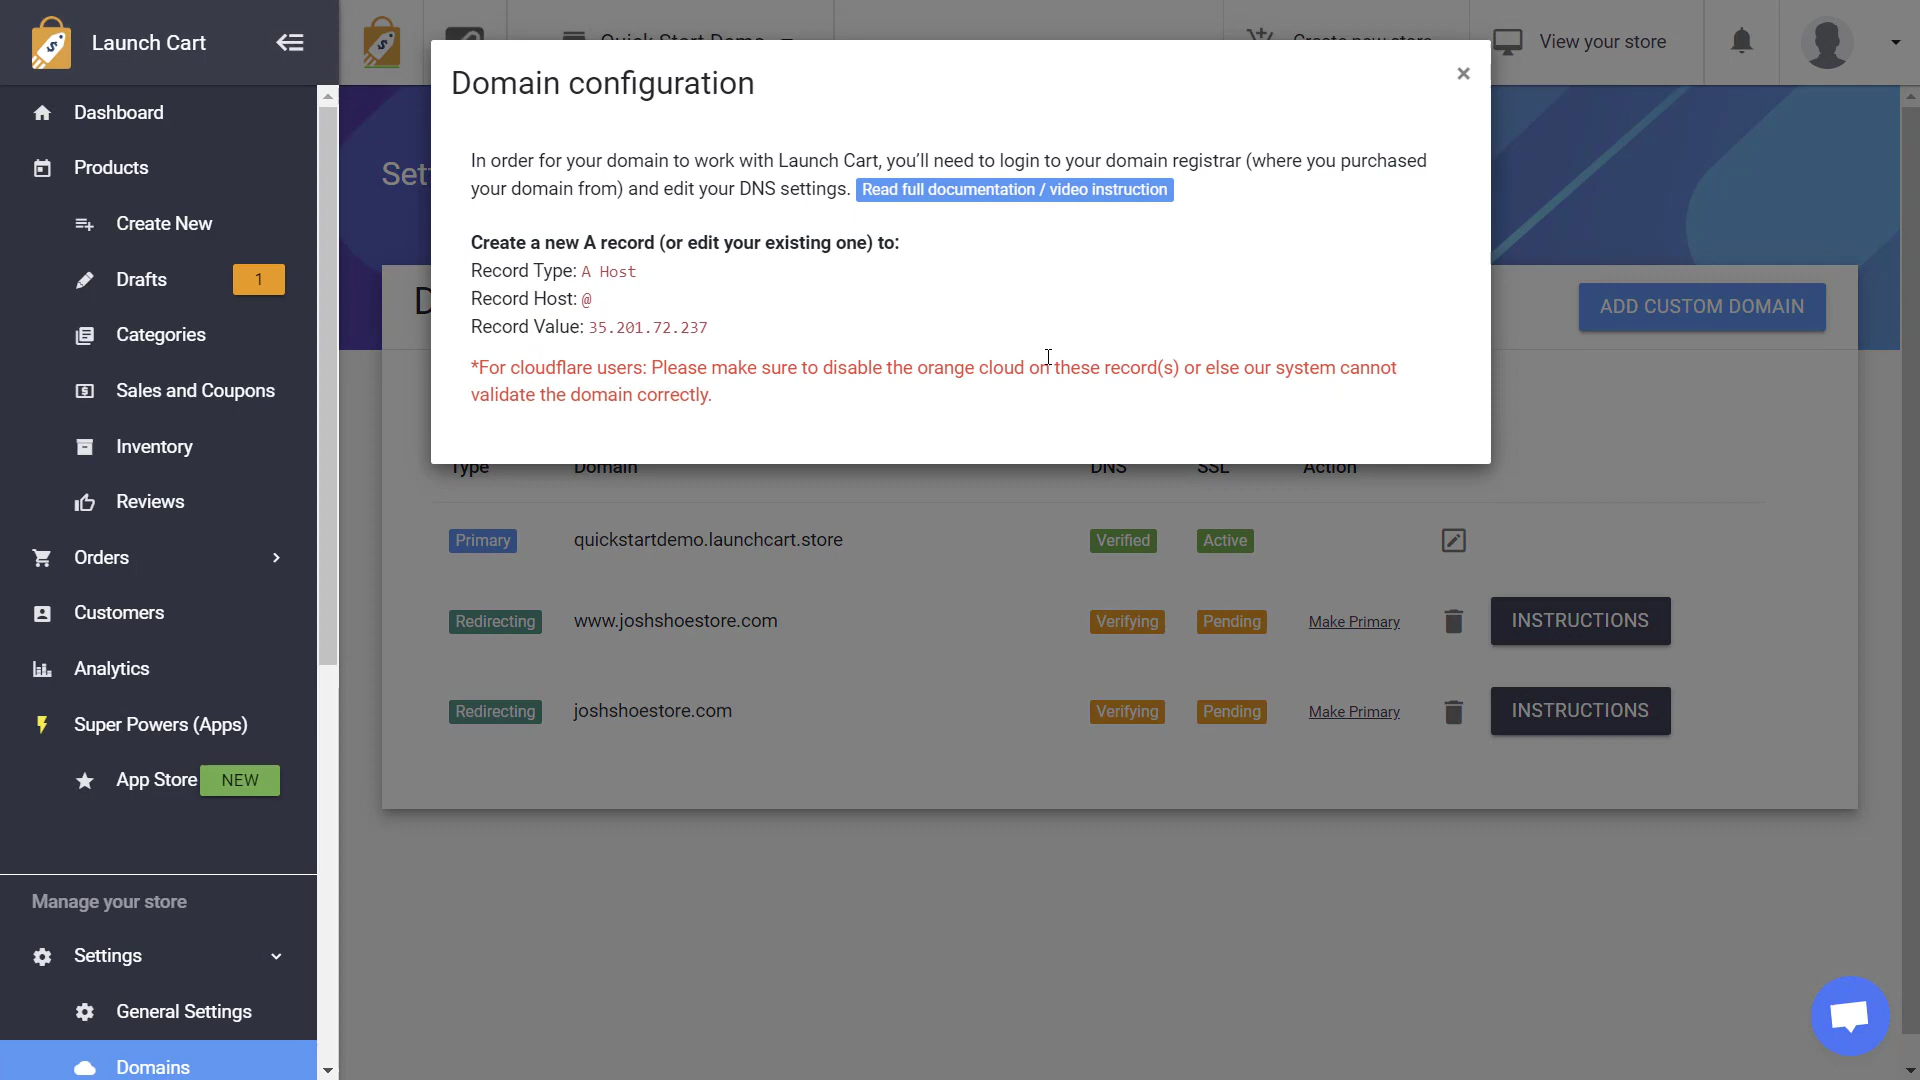 Launch Cart
Quick Start Demo
Create new store
View your store
Dashboard
Products
Create New
Drafts
1
Categories
Sales and Coupons
Inventory
Reviews
Orders
Customers
Analytics
Super Powers (Apps)
App Store
NEW
Manage your store
Settings
General Settings
Domains
Domain configuration
×
In order for your domain to work with Launch Cart, you'll need to login to your domain registrar (where you purchased
your domain from) and edit your DNS settings. Read full documentation / video instruction
Create a new A record (or edit your existing one) to:
Record Type: A Host
Record Host: @
Record Value: 35.201.72.237
*For cloudflare users: Please make sure to disable the orange cloud on these record(s) or else our system cannot
validate the domain correctly.
ADD CUSTOM DOMAIN
Type Domain DNS SSL Action
Primary quickstartdemo.launchcart.store Verified Active
Redirecting www.joshshoestore.com Verifying Pending Make Primary INSTRUCTIONS
Redirecting joshshoestore.com Verifying Pending Make Primary INSTRUCTIONS